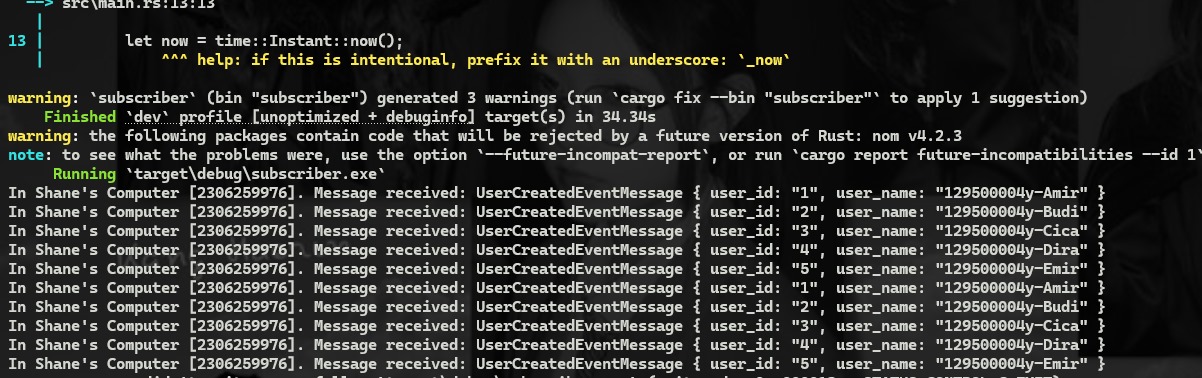 --> src\main.rs:13:13
|
13 |         let now = time::Instant::now();
|             ^^^ help: if this is intentional, prefix it with an underscore: `_now`
warning: `subscriber` (bin "subscriber") generated 3 warnings (run `cargo fix --bin "subscriber"` to apply 1 suggestion)
Finished `dev` profile [unoptimized + debuginfo] target(s) in 34.34s
warning: the following packages contain code that will be rejected by a future version of Rust: nom v4.2.3
note: to see what the problems were, use the option `--future-incompat-report`, or run `cargo report future-incompatibilities --id 1`
Running `target\debug\subscriber.exe`
In Shane's Computer [2306259976]. Message received: UserCreatedEventMessage { user_id: "1", user_name: "129500004y-Amir" }
In Shane's Computer [2306259976]. Message received: UserCreatedEventMessage { user_id: "2", user_name: "129500004y-Budi" }
In Shane's Computer [2306259976]. Message received: UserCreatedEventMessage { user_id: "3", user_name: "129500004y-Cica" }
In Shane's Computer [2306259976]. Message received: UserCreatedEventMessage { user_id: "4", user_name: "129500004y-Dira" }
In Shane's Computer [2306259976]. Message received: UserCreatedEventMessage { user_id: "5", user_name: "129500004y-Emir" }
In Shane's Computer [2306259976]. Message received: UserCreatedEventMessage { user_id: "1", user_name: "129500004y-Amir" }
In Shane's Computer [2306259976]. Message received: UserCreatedEventMessage { user_id: "2", user_name: "129500004y-Budi" }
In Shane's Computer [2306259976]. Message received: UserCreatedEventMessage { user_id: "3", user_name: "129500004y-Cica" }
In Shane's Computer [2306259976]. Message received: UserCreatedEventMessage { user_id: "4", user_name: "129500004y-Dira" }
In Shane's Computer [2306259976]. Message received: UserCreatedEventMessage { user_id: "5", user_name: "129500004y-Emir" }